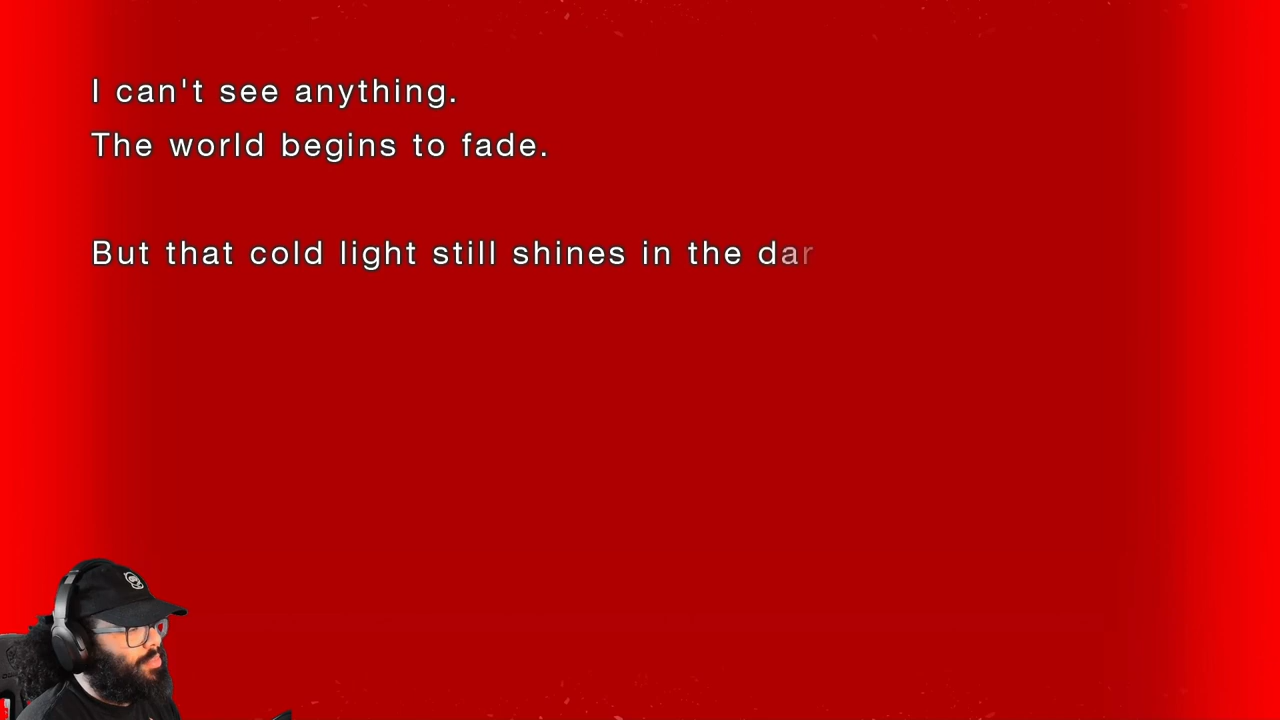 I can't see anything.
The world begins to fade.
But that cold light still shines in the dar